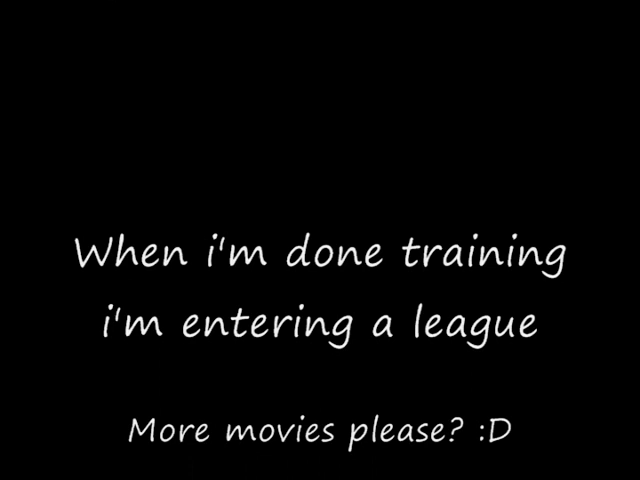 When i'm done training
i'm entering a league
More movies please? :D